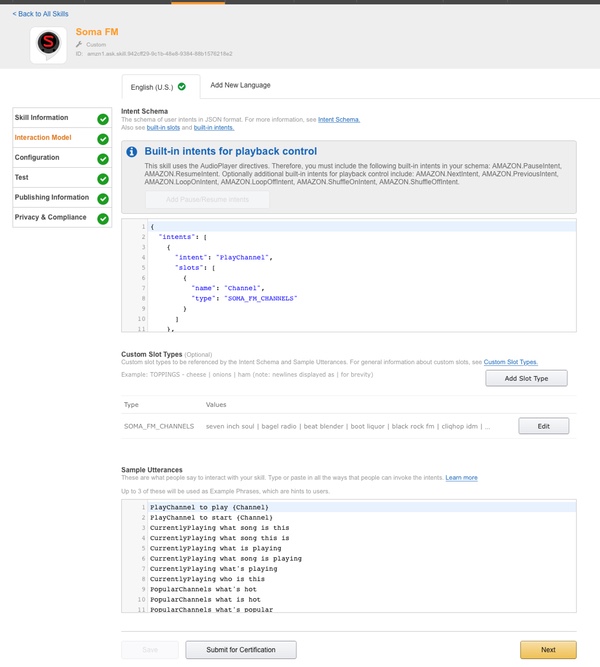 < Back to All Skills
Soma FM
Custom
English (U.S.)
Add New Language
Skill Information
Interaction Model
Configuration
Test
Publishing Information
Privacy & Compliance
Intent Schema
The schema of user intents in JSON format. For more information, see Intent Schema.
Also see built-in slots and built-in intents.
Built-in intents for playback control
This skill uses the AudioPlayer directives. Therefore, you must include the following built-in intents in your schema: AMAZON.PauseIntent,
AMAZON.ResumeIntent. Optionally additional built-in intents for playback control include: AMAZON.NextIntent, AMAZON.PreviousIntent,
AMAZON.LoopOnIntent, AMAZON.LoopOffIntent, AMAZON.ShuffleOnIntent, AMAZON.ShuffleOffIntent.
Add Pause/Resume intents
1 {
2 "intents": [
3 {
4 "intent": "PlayChannel",
5 "slots": [
6 {
7 "name": "Channel",
8 "type": "SOMA_FM_CHANNELS"
9 }
10 ]
11 },
Custom Slot Types (Optional)
Custom slot types to be referenced by the Intent Schema and Sample Utterances. For general information about custom slots, see Custom Slot Types.
Example: TOPPINGS - cheese | onions | ham (note: newlines displayed as | for brevity)
Add Slot Type
Type Values
SOMA_FM_CHANNELS seven inch soul | bagel radio | beat blender | boot liquor | black rock fm | cliqhop idm | ...
Edit
Sample Utterances
These are what people say to interact with your skill. Type or paste in all the ways that people can invoke the intents. Learn more
Up to 3 of these will be used as Example Phrases, which are hints to users.
1 PlayChannel to play {Channel}
2 PlayChannel to start {Channel}
3 CurrentlyPlaying what song is this
4 CurrentlyPlaying what song this is
5 CurrentlyPlaying what is playing
6 CurrentlyPlaying what song is playing
7 CurrentlyPlaying what's playing
8 CurrentlyPlaying who is this
9 PopularChannels what's hot
10 PopularChannels what is hot
11 PopularChannels what's popular
Save
Submit for Certification
Next